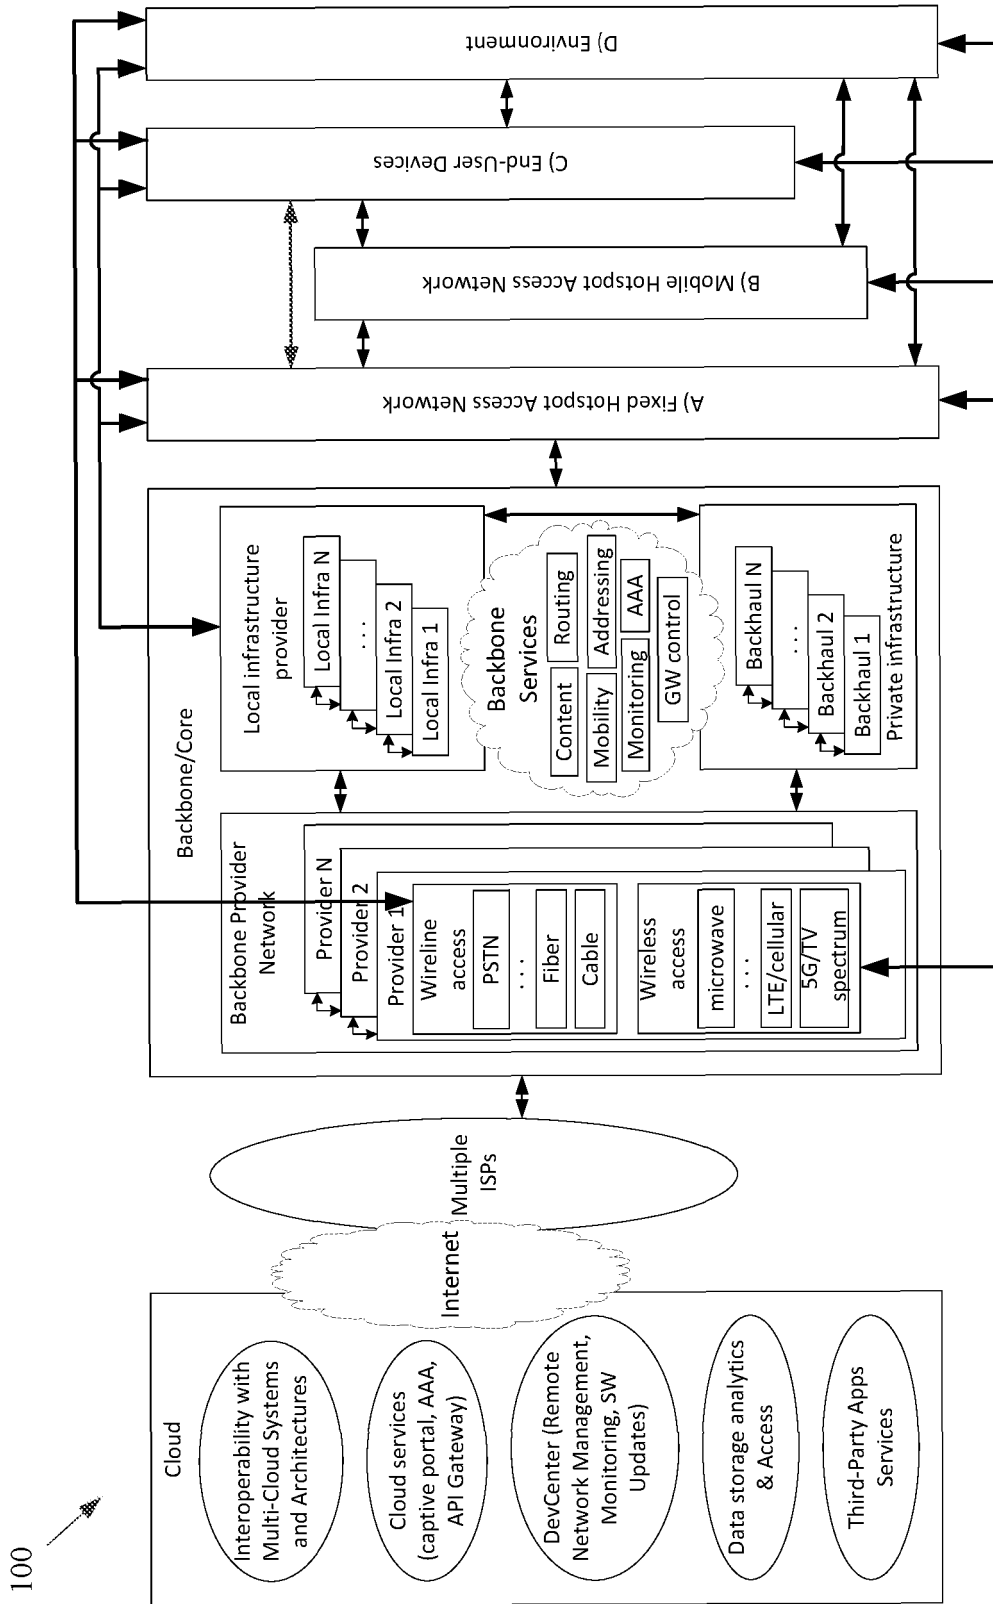 100
Cloud
Interoperability with
Multi-Cloud Systems
and Architectures
Cloud services
(captive portal, AAA,
API Gateway)
DevCenter (Remote
Network Management,
Monitoring, SW
Updates)
Data storage analytics
& Access
Third-Party Apps
Services
Internet
Multiple
ISPs
Backbone/Core
Backbone Provider
Network
Provider N
Provider 2
Provider 1
Wireline
access
PSTN
. . .
Fiber
Cable
Wireless
access
microwave
. . .
LTE/cellular
5G/TV
spectrum
Local infrastructure
provider
Local Infra N
. . .
Local Infra 2
Local Infra 1
Backbone
Services
Content
Routing
Mobility
Addressing
Monitoring
AAA
GW control
Backhaul N
. . .
Backhaul 2
Backhaul 1
Private infrastructure
A) Fixed Hotspot Access Network
B) Mobile Hotspot Access Network
C) End-User Devices
D) Environment